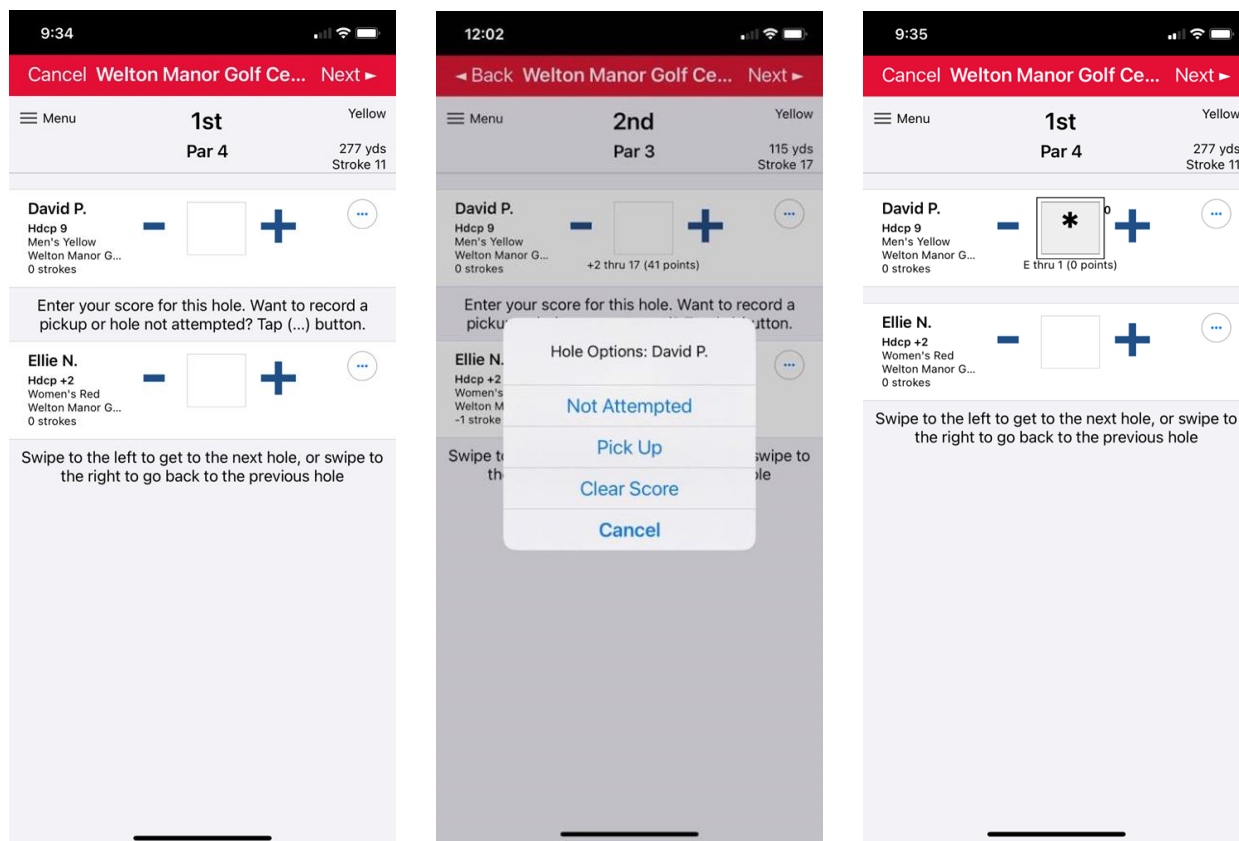 9:34
Cancel Welton Manor Golf Ce... Next ►
Menu
1st
Yellow
Par 4
277 yds
Stroke 11
David P.
Hdcp 9
Men's Yellow
Welton Manor G...
0 strokes
− +
...
Enter your score for this hole. Want to record a
pickup or hole not attempted? Tap (...) button.
Ellie N.
Hdcp +2
Women's Red
Welton Manor G...
0 strokes
− +
...
Swipe to the left to get to the next hole, or swipe to
the right to go back to the previous hole
12:02
◄ Back Welton Manor Golf Ce... Next ►
Menu
2nd
Yellow
Par 3
115 yds
Stroke 17
David P.
Hdcp 9
Men's Yellow
Welton Manor G...
0 strokes
− +
...
+2 thru 17 (41 points)
Enter your score for this hole. Want to record a
Ellie N.
Hdcp +2
Women's
Welton M
-1 stroke
...
Swipe to
swipe to
Hole Options: David P.
Not Attempted
Pick Up
Clear Score
Cancel
9:35
Cancel Welton Manor Golf Ce... Next ►
Menu
1st
Yellow
Par 4
277 yds
Stroke 11
David P.
Hdcp 9
Men's Yellow
Welton Manor G...
0 strokes
− * 0 +
...
E thru 1 (0 points)
Ellie N.
Hdcp +2
Women's Red
Welton Manor G...
0 strokes
− +
...
Swipe to the left to get to the next hole, or swipe to
the right to go back to the previous hole